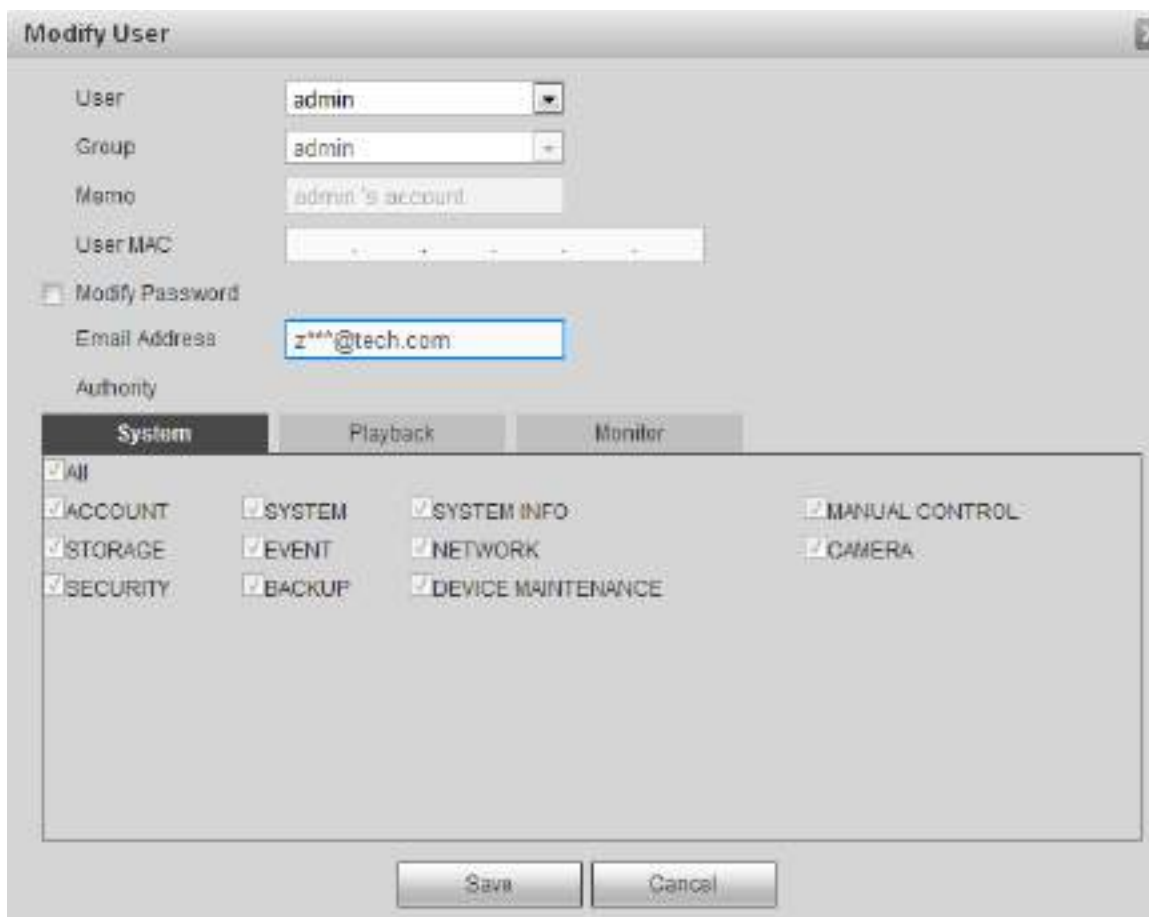 Modify User
User admin
Group admin
Memo admin 's account
User MAC . . . . .
Modify Password
Email Address z***@tech.com
Authority
System Playback Monitor
All
ACCOUNT SYSTEM SYSTEM INFO MANUAL CONTROL
STORAGE EVENT NETWORK CAMERA
SECURITY BACKUP DEVICE MAINTENANCE
Save Cancel